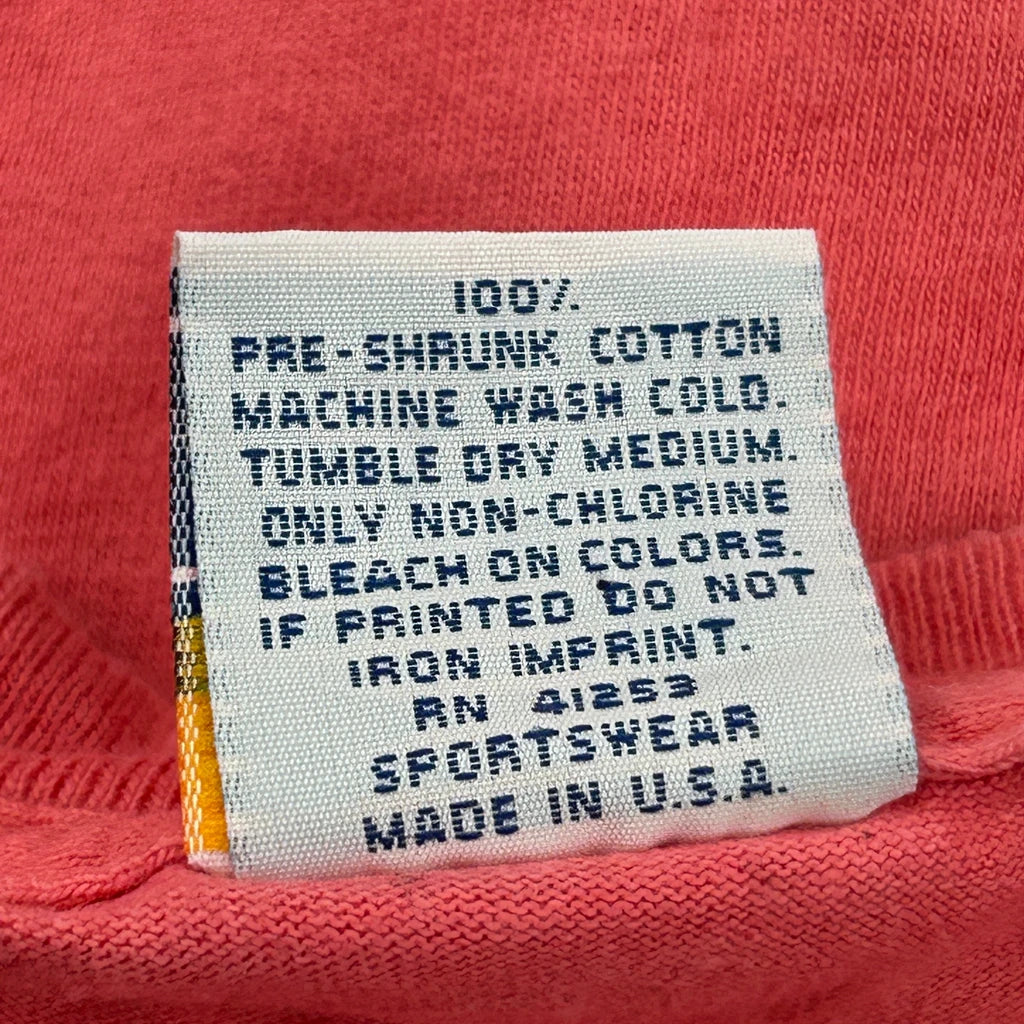 100%
PRE-SHRUNK COTTON
MACHINE WASH COLD.
TUMBLE DRY MEDIUM.
ONLY NON-CHLORINE
BLEACH ON COLORS.
IF PRINTED DO NOT
IRON IMPRINT.
RN 41253
SPORTSWEAR
MADE IN U.S.A.